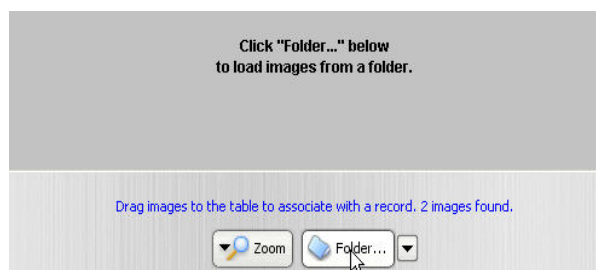 Click "Folder..." below
to load images from a folder.
Drag images to the table to associate with a record. 2 images found.
Zoom
Folder...